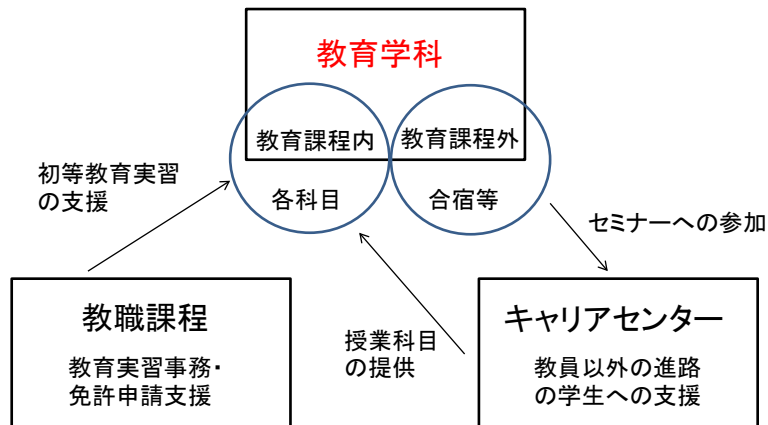 教育学科
教育課程内
教育課程外
各科目
合宿等
初等教育実習
の支援
セミナーへの参加
教職課程
教育実習事務・
免許申請支援
授業科目
の提供
キャリアセンター
教員以外の進路
の学生への支援